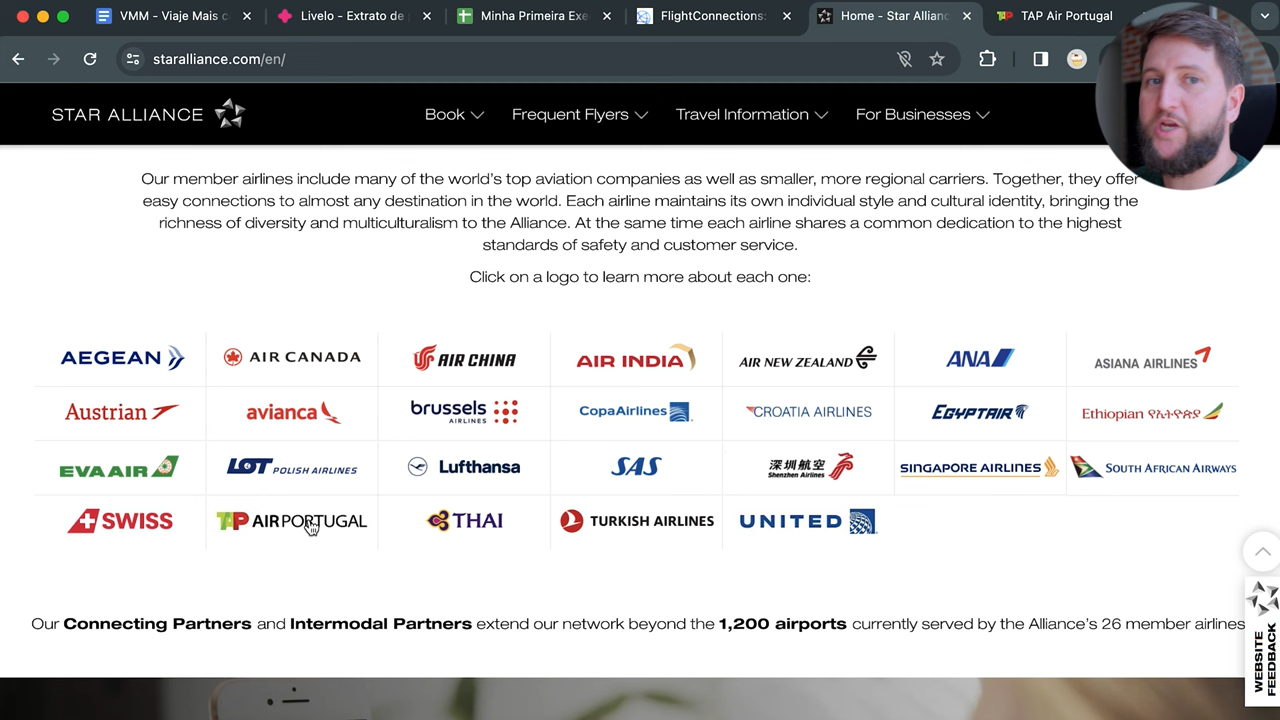 VMM - Viaje Mais c
Livelo - Extrato de
Minha Primeira Exe
FlightConnections:
Home - Star Allianc
TAP Air Portugal
staralliance.com/en/
STAR ALLIANCE
Book
Frequent Flyers
Travel Information
For Businesses
Our member airlines include many of the world's top aviation companies as well as smaller, more regional carriers. Together, they offer
easy connections to almost any destination in the world. Each airline maintains its own individual style and cultural identity, bringing the
richness of diversity and multiculturalism to the Alliance. At the same time each airline shares a common dedication to the highest
standards of safety and customer service.
Click on a logo to learn more about each one:
AEGEAN
AIR CANADA
AIR CHINA
AIR INDIA
AIR NEW ZEALAND
ANA
ASIANA AIRLINES
Austrian
avianca
brussels
AIRLINES
CopaAirlines
CROATIA AIRLINES
EGYPTAIR
Ethiopian የኢትዮጵያ
EVA AIR
LOT POLISH AIRLINES
Lufthansa
SAS
深圳航空
Shenzhen Airlines
SINGAPORE AIRLINES
SOUTH AFRICAN AIRWAYS
SWISS
TAP AIR PORTUGAL
THAI
TURKISH AIRLINES
UNITED
Our Connecting Partners and Intermodal Partners extend our network beyond the 1,200 airports currently served by the Alliance's 26 member airlines
WEBSITE
FEEDBACK